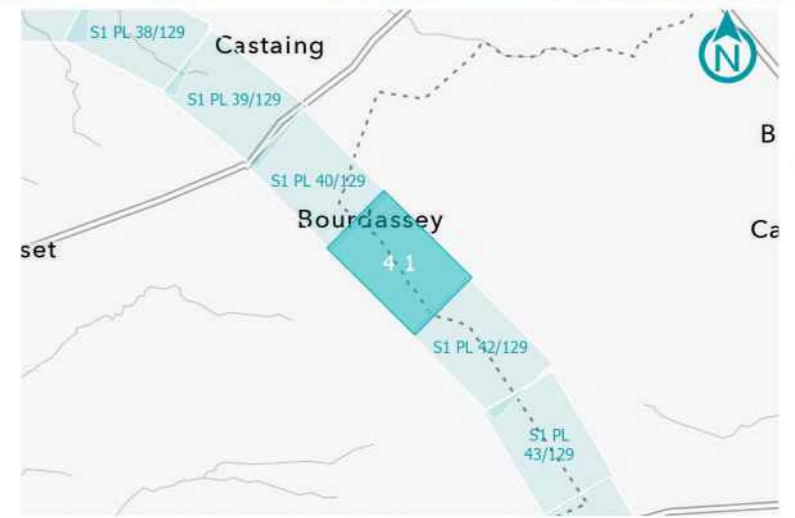 S1 PL 38/129
Castaing
N
S1 PL 39/129
B
S1 PL 40/129
Bourdassey
Ca
set
4 1
S1 PL 42/129
S1 PL
43/129